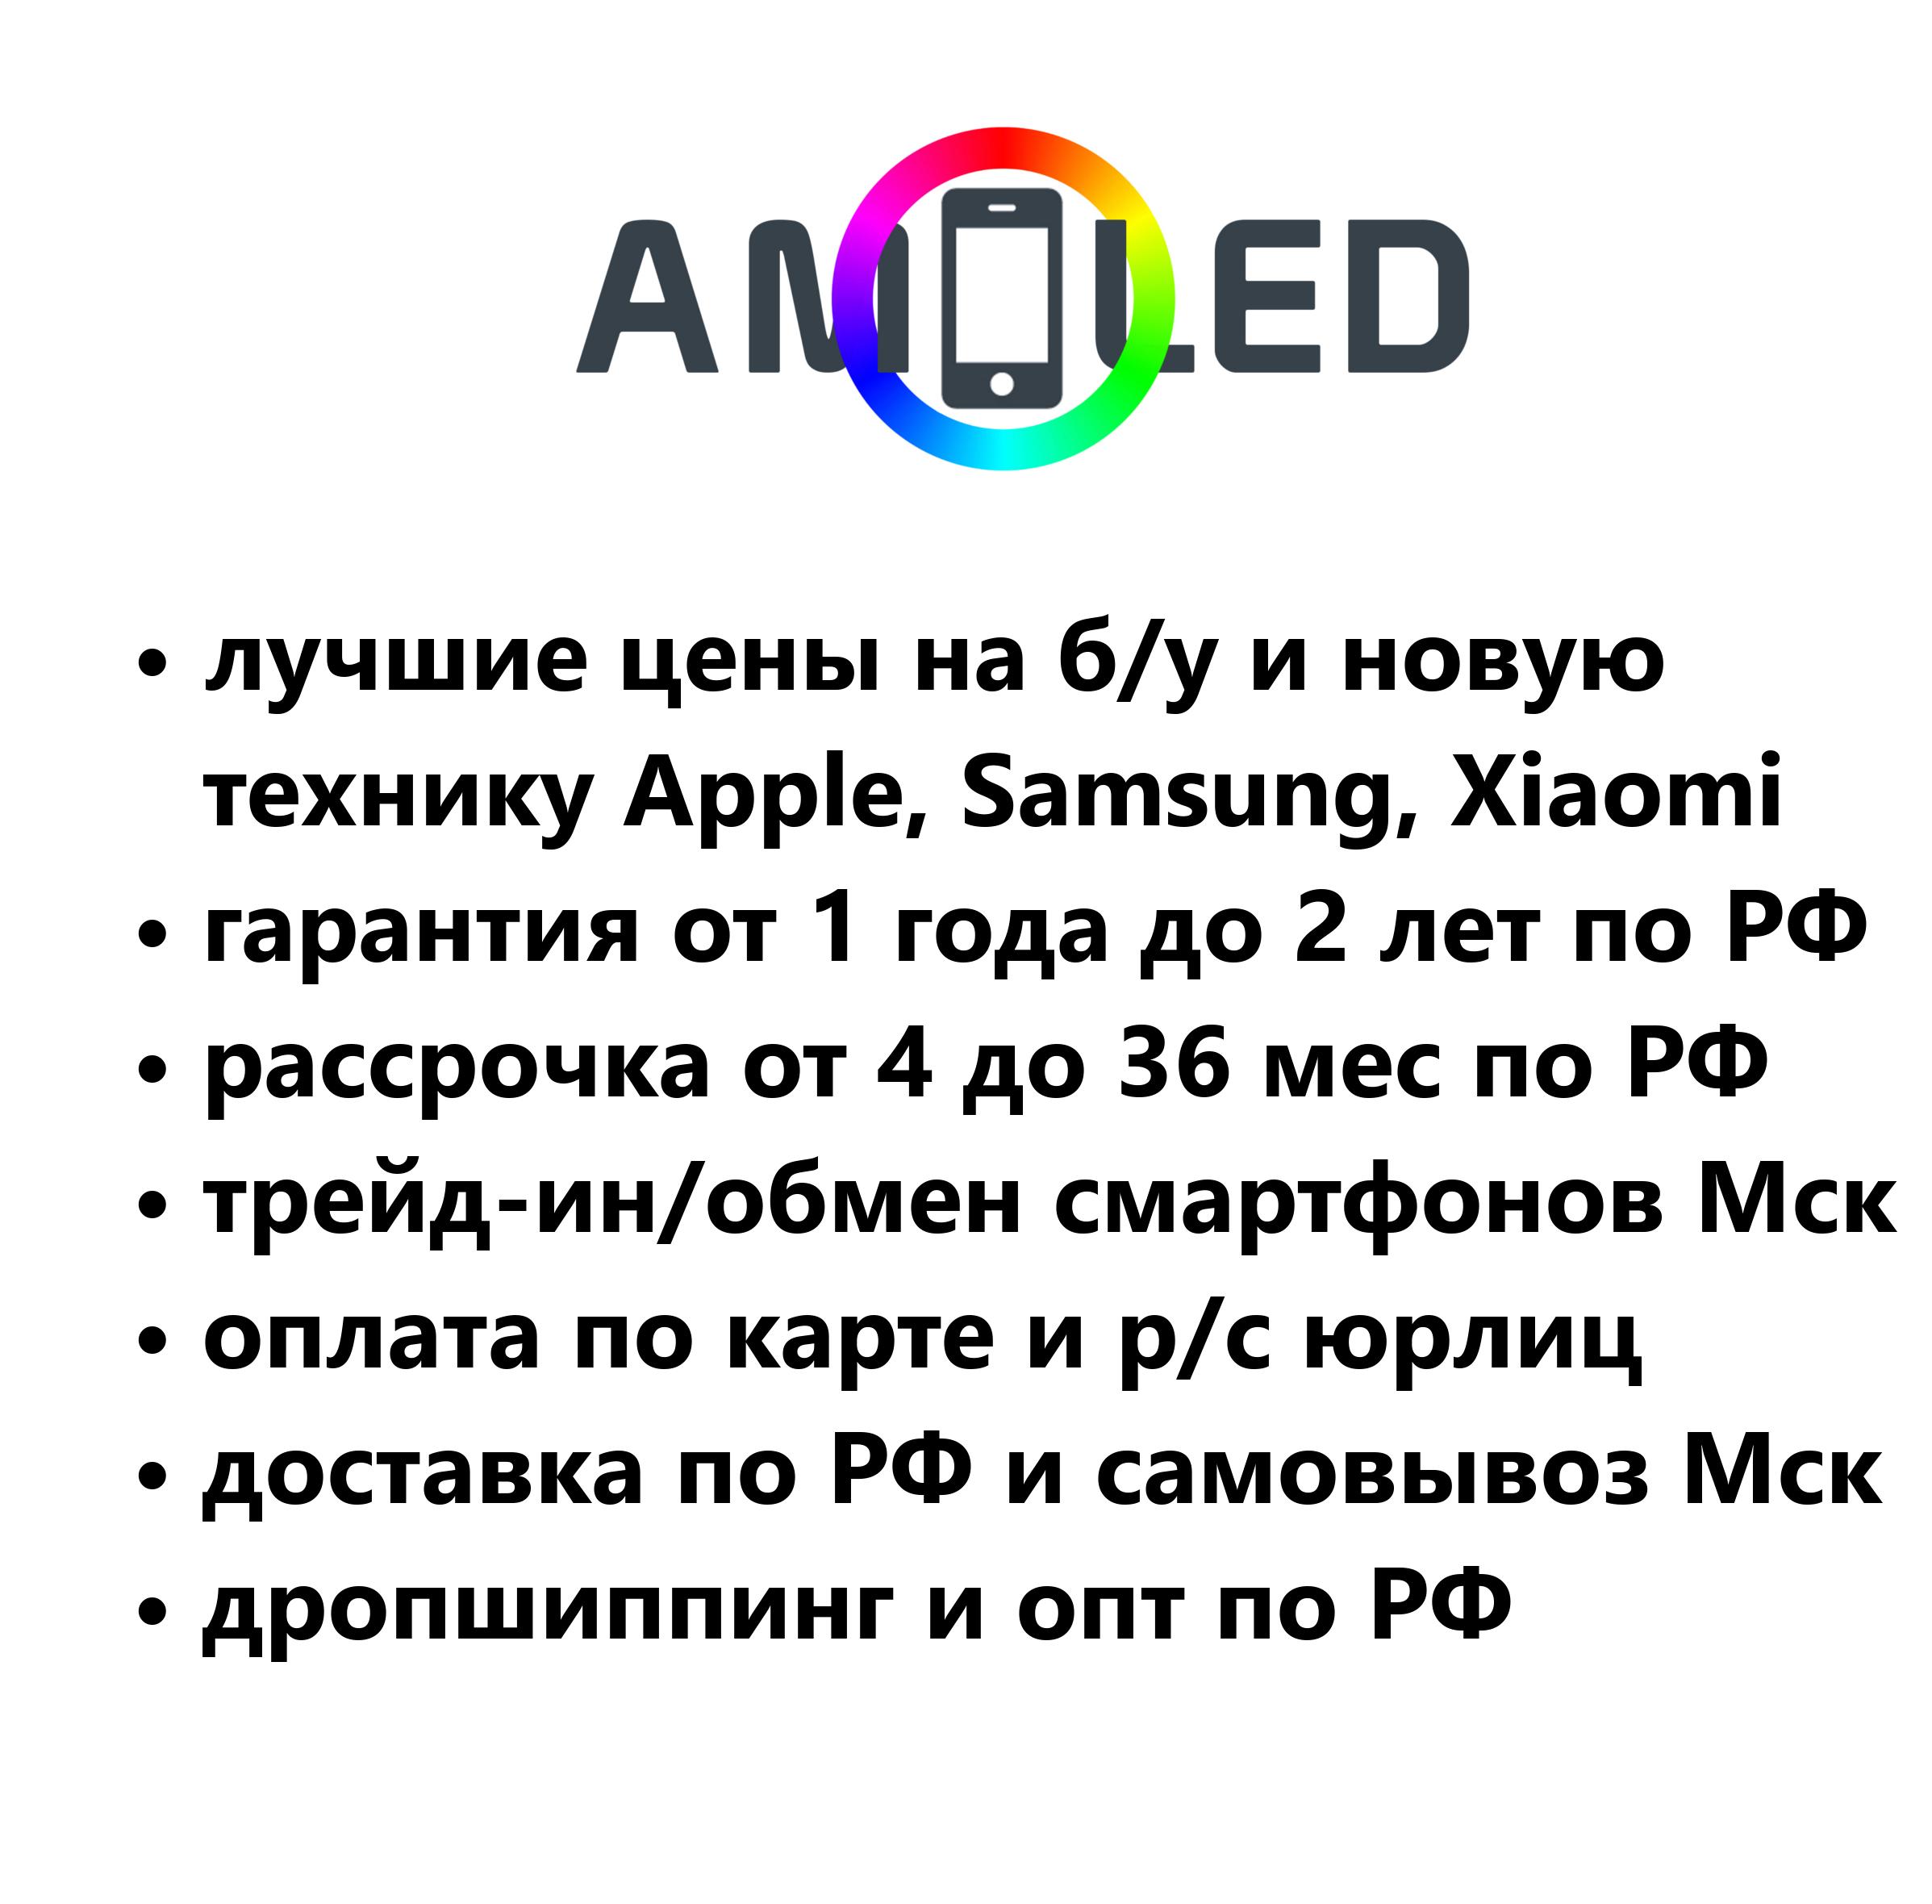 AMOLED
• лучшие цены на б/у и новую
технику Apple, Samsung, Xiaomi
• гарантия от 1 года до 2 лет по РФ
• рассрочка от 4 до 36 мес по РФ
• трейд-ин/обмен смартфонов Мск
• оплата по карте и р/с юрлиц
• доставка по РФ и самовывоз Мск
• дропшиппинг и опт по РФ